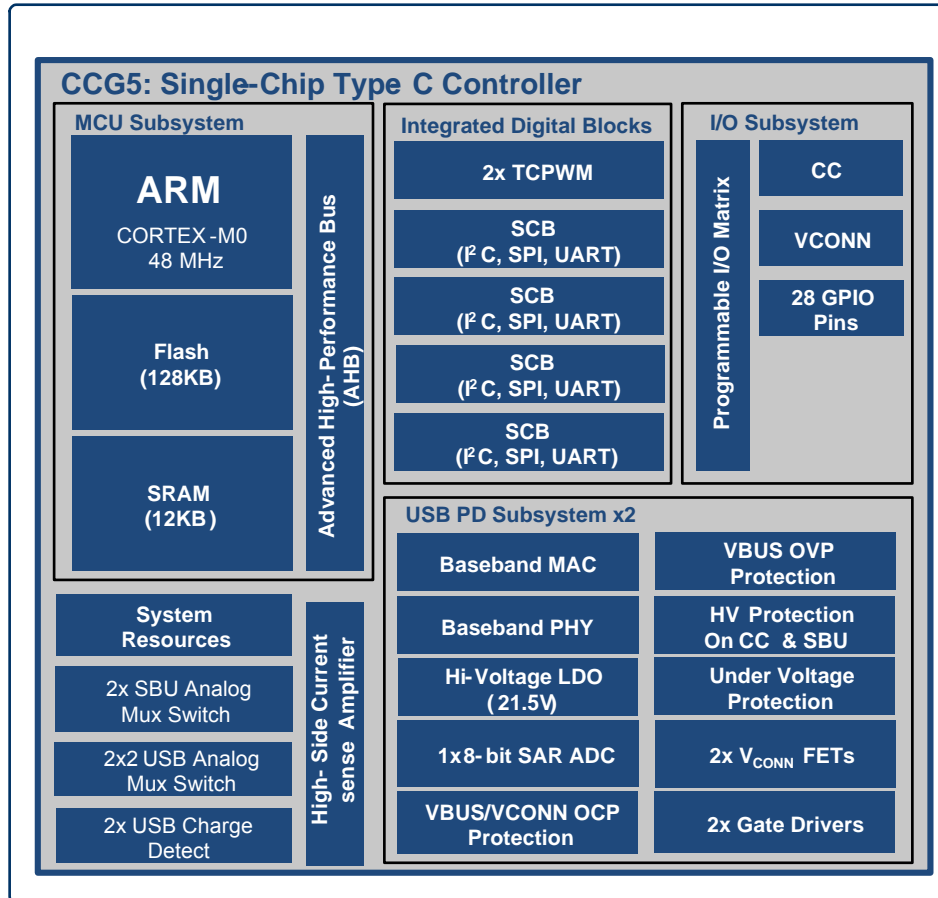 CCG5: Single-Chip Type C Controller
MCU Subsystem
ARM
CORTEX-M0
48 MHz
Flash
(128KB)
SRAM
(12KB)
Advanced High-Performance Bus
(AHB)
Integrated Digital Blocks
2x TCPWM
SCB
(I²C, SPI, UART)
SCB
(I²C, SPI, UART)
SCB
(I²C, SPI, UART)
SCB
(I²C, SPI, UART)
I/O Subsystem
Programmable I/O Matrix
CC
VCONN
28 GPIO
Pins
System
Resources
2x SBU Analog
Mux Switch
2x2 USB Analog
Mux Switch
2x USB Charge
Detect
High-Side Current
sense Amplifier
USB PD Subsystem x2
Baseband MAC
Baseband PHY
Hi-Voltage LDO
(21.5V)
1x8-bit SAR ADC
VBUS/VCONN OCP
Protection
VBUS OVP
Protection
HV Protection
On CC & SBU
Under Voltage
Protection
2x VCONN FETs
2x Gate Drivers